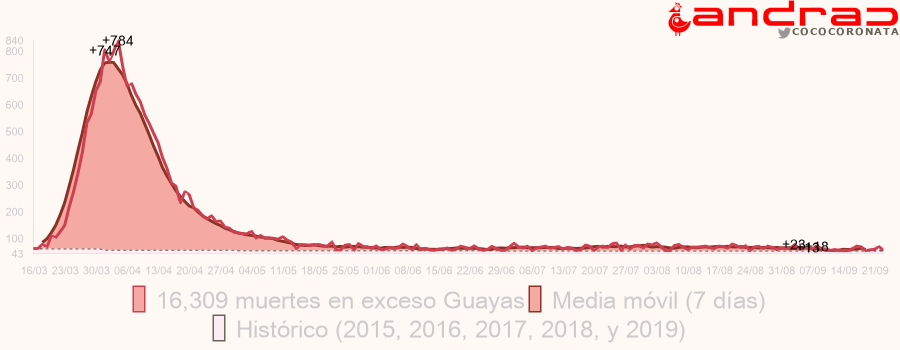 andrab
COCOCORONATA
840
800
700
600
500
400
300
200
100
43
+784
+747
+23
+18
16/03 23/03 30/03 06/04 13/04 20/04 27/04 04/05 11/05 18/05 25/05 01/06 08/06 15/06 22/06 29/06 06/07 13/07 20/07 27/07 03/08 10/08 17/08 24/08 31/08 07/09 14/09 21/09
16,309 muertes en exceso Guayas Media móvil (7 días)
Histórico (2015, 2016, 2017, 2018, y 2019)